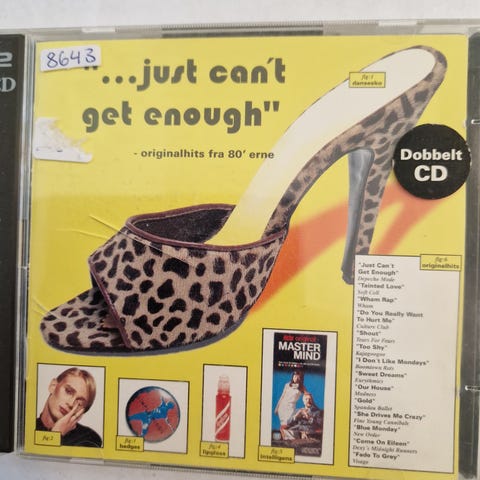 2
CD
8643
"...just can't
get enough"
- originalhits fra 80' erne
fig:1
dansesko
Dobbelt
CD
fig:6
originalhits
"Just Can't
Get Enough"
Depeche Mode
"Tainted Love"
Soft Cell
"Wham Rap"
Wham
"Do You Really Want
To Hurt Me"
Culture Club
"Shout"
Tears For Fears
"Too Shy"
Kajagoogoo
"I Don't Like Mondays"
Boomtown Rats
"Sweet Dreams"
Eurythmics
"Our House"
Madness
"Gold"
Spandau Ballet
"She Drives Me Crazy"
Fine Young Cannibals
"Blue Monday"
New Order
"Come On Eileen"
Dexy's Midnight Runners
"Fade To Grey"
Visage
fig:2
fig:3
badges
fig:4
lipgloss
original
MASTER
MIND
fig:5
intelligens